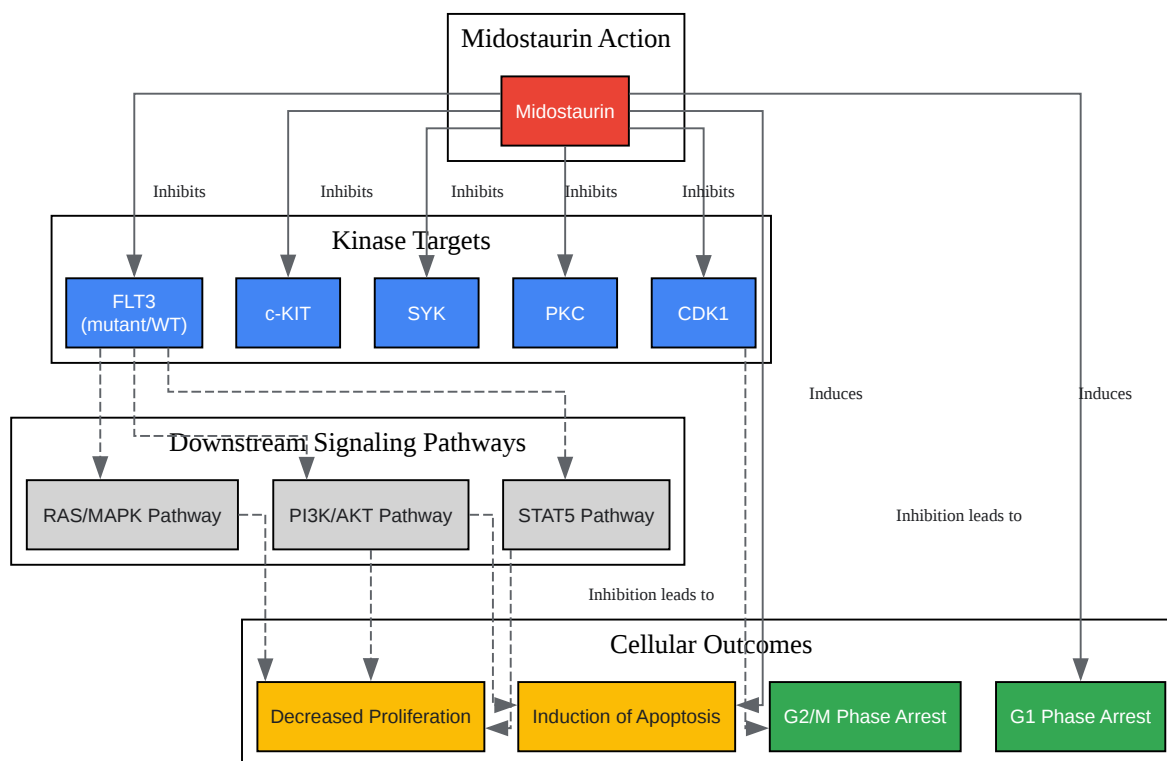 Midostaurin Action
Midostaurin
Inhibits
Inhibits
Inhibits
Inhibits
Inhibits
Kinase Targets
FLT3
(mutant/WT)
c-KIT
SYK
PKC
CDK1
Induces
Induces
Downstream Signaling Pathways
RAS/MAPK Pathway
PI3K/AKT Pathway
STAT5 Pathway
Inhibition leads to
Inhibition leads to
Cellular Outcomes
Decreased Proliferation
Induction of Apoptosis
G2/M Phase Arrest
G1 Phase Arrest